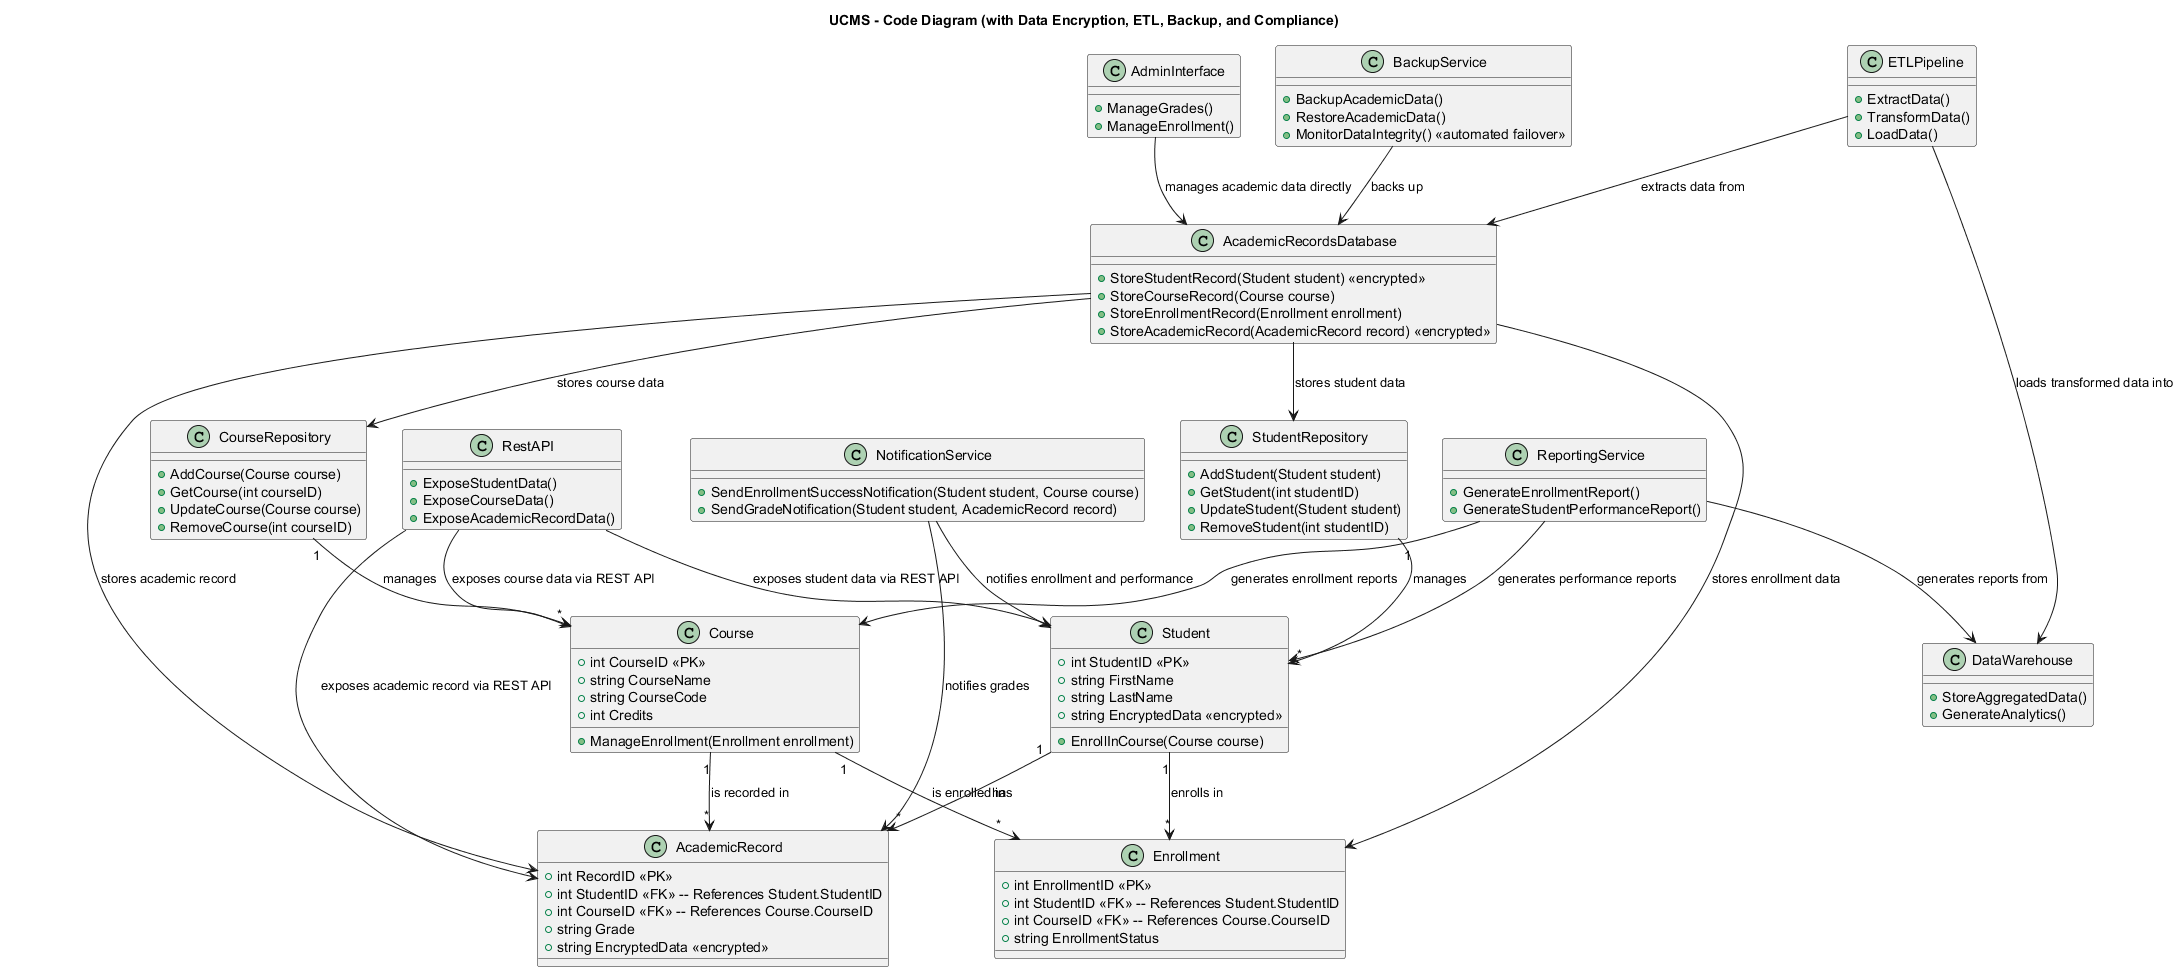 UCMS - Code Diagram (with Data Encryption, ETL, Backup, and Compliance)
C AdminInterface
ManageGrades()
ManageEnrollment()
C BackupService
BackupAcademicData()
RestoreAcademicData()
MonitorDataIntegrity() «automated failover»
C ETLPipeline
ExtractData()
TransformData()
LoadData()
manages academic data directly
backs up
extracts data from
C AcademicRecordsDatabase
StoreStudentRecord(Student student) «encrypted»
StoreCourseRecord(Course course)
StoreEnrollmentRecord(Enrollment enrollment)
StoreAcademicRecord(AcademicRecord record) «encrypted»
stores course data
stores student data
loads transformed data into
C CourseRepository
AddCourse(Course course)
GetCourse(int courseID)
UpdateCourse(Course course)
RemoveCourse(int courseID)
C RestAPI
ExposeStudentData()
ExposeCourseData()
ExposeAcademicRecordData()
C NotificationService
SendEnrollmentSuccessNotification(Student student, Course course)
SendGradeNotification(Student student, AcademicRecord record)
C StudentRepository
AddStudent(Student student)
GetStudent(int studentID)
UpdateStudent(Student student)
RemoveStudent(int studentID)
C ReportingService
GenerateEnrollmentReport()
GenerateStudentPerformanceReport()
1
1
stores academic record
manages
exposes course data via REST API
exposes student data via REST API
notifies enrollment and performance
generates enrollment reports
manages
generates performance reports
stores enrollment data
generates reports from
*
*
C Course
int CourseID «PK»
string CourseName
string CourseCode
int Credits
ManageEnrollment(Enrollment enrollment)
C Student
int StudentID «PK»
string FirstName
string LastName
string EncryptedData «encrypted»
EnrollInCourse(Course course)
C DataWarehouse
StoreAggregatedData()
GenerateAnalytics()
exposes academic record via REST API
notifies grades
1
1
1
1
is recorded in
is enrolled in
has
enrolls in
*
*
*
*
C AcademicRecord
int RecordID «PK»
int StudentID «FK» -- References Student.StudentID
int CourseID «FK» -- References Course.CourseID
string Grade
string EncryptedData «encrypted»
C Enrollment
int EnrollmentID «PK»
int StudentID «FK» -- References Student.StudentID
int CourseID «FK» -- References Course.CourseID
string EnrollmentStatus